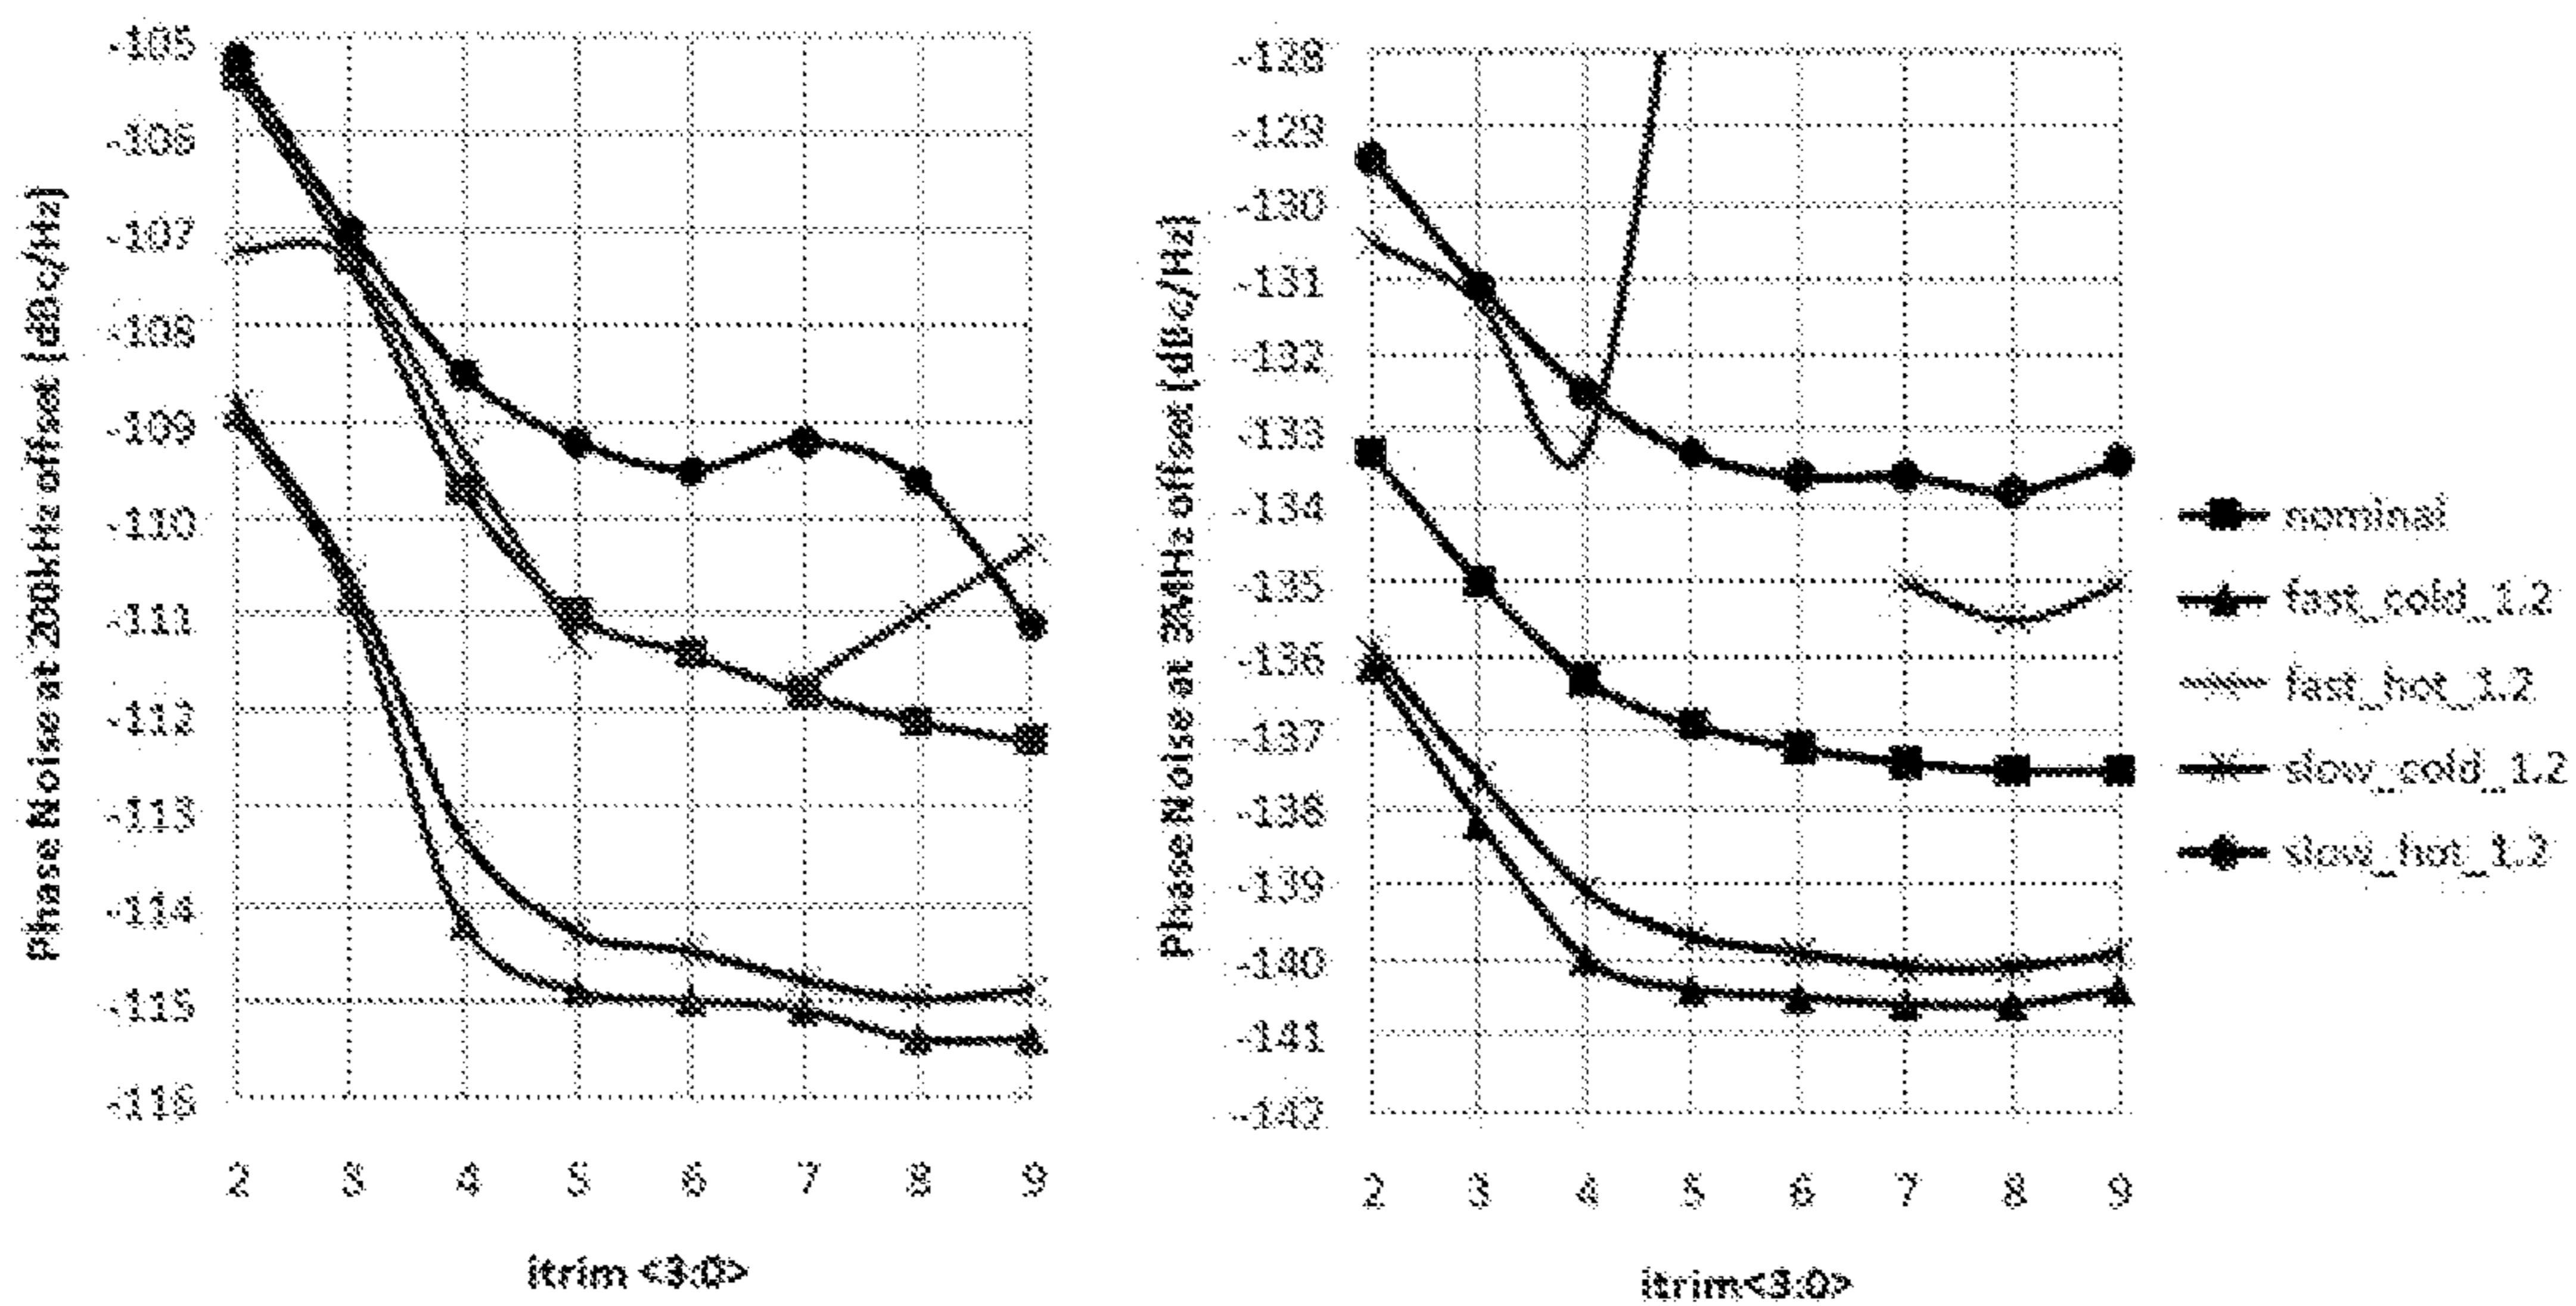 Phase Noise at 200kHz offset [dBc/Hz]
-105
-106
-107
-108
-109
-110
-111
-112
-113
-114
-115
-116
2 3 4 5 6 7 8 9
itrim <3:0>
Phase Noise at 3MHz offset [dBc/Hz]
-128
-129
-130
-131
-132
-133
-134
-135
-136
-137
-138
-139
-140
-141
-142
2 3 4 5 6 7 8 9
itrim<3:0>
nominal
fast_cold_1.2
fast_hot_1.2
slow_cold_1.2
slow_hot_1.2